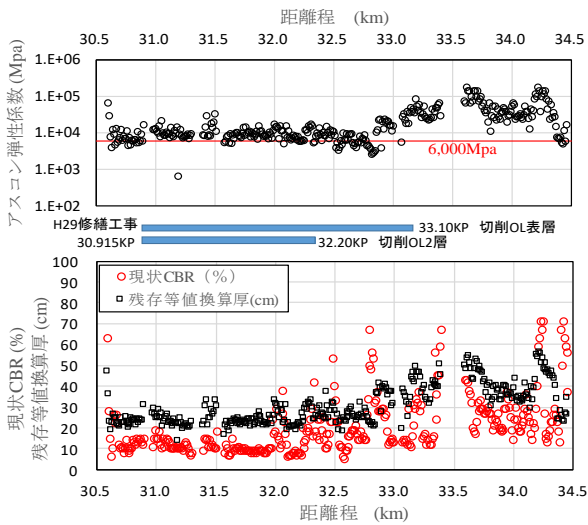 距離程 (km)
30.5 31.0 31.5 32.0 32.5 33.0 33.5 34.0 34.5
アスコン弾性係数 (Mpa)
1.E+06
1.E+05
1.E+04
1.E+03
1.E+02
6,000Mpa
H29修繕工事
33.10KP 切削OL表層
30.915KP
32.20KP 切削OL2層
現状CBR (%)
残存等値換算厚 (cm)
100
90
80
70
60
50
40
30
20
10
0
現状CBR(%)
残存等値換算厚(cm)
30.5 31.0 31.5 32.0 32.5 33.0 33.5 34.0 34.5
距離程 (km)